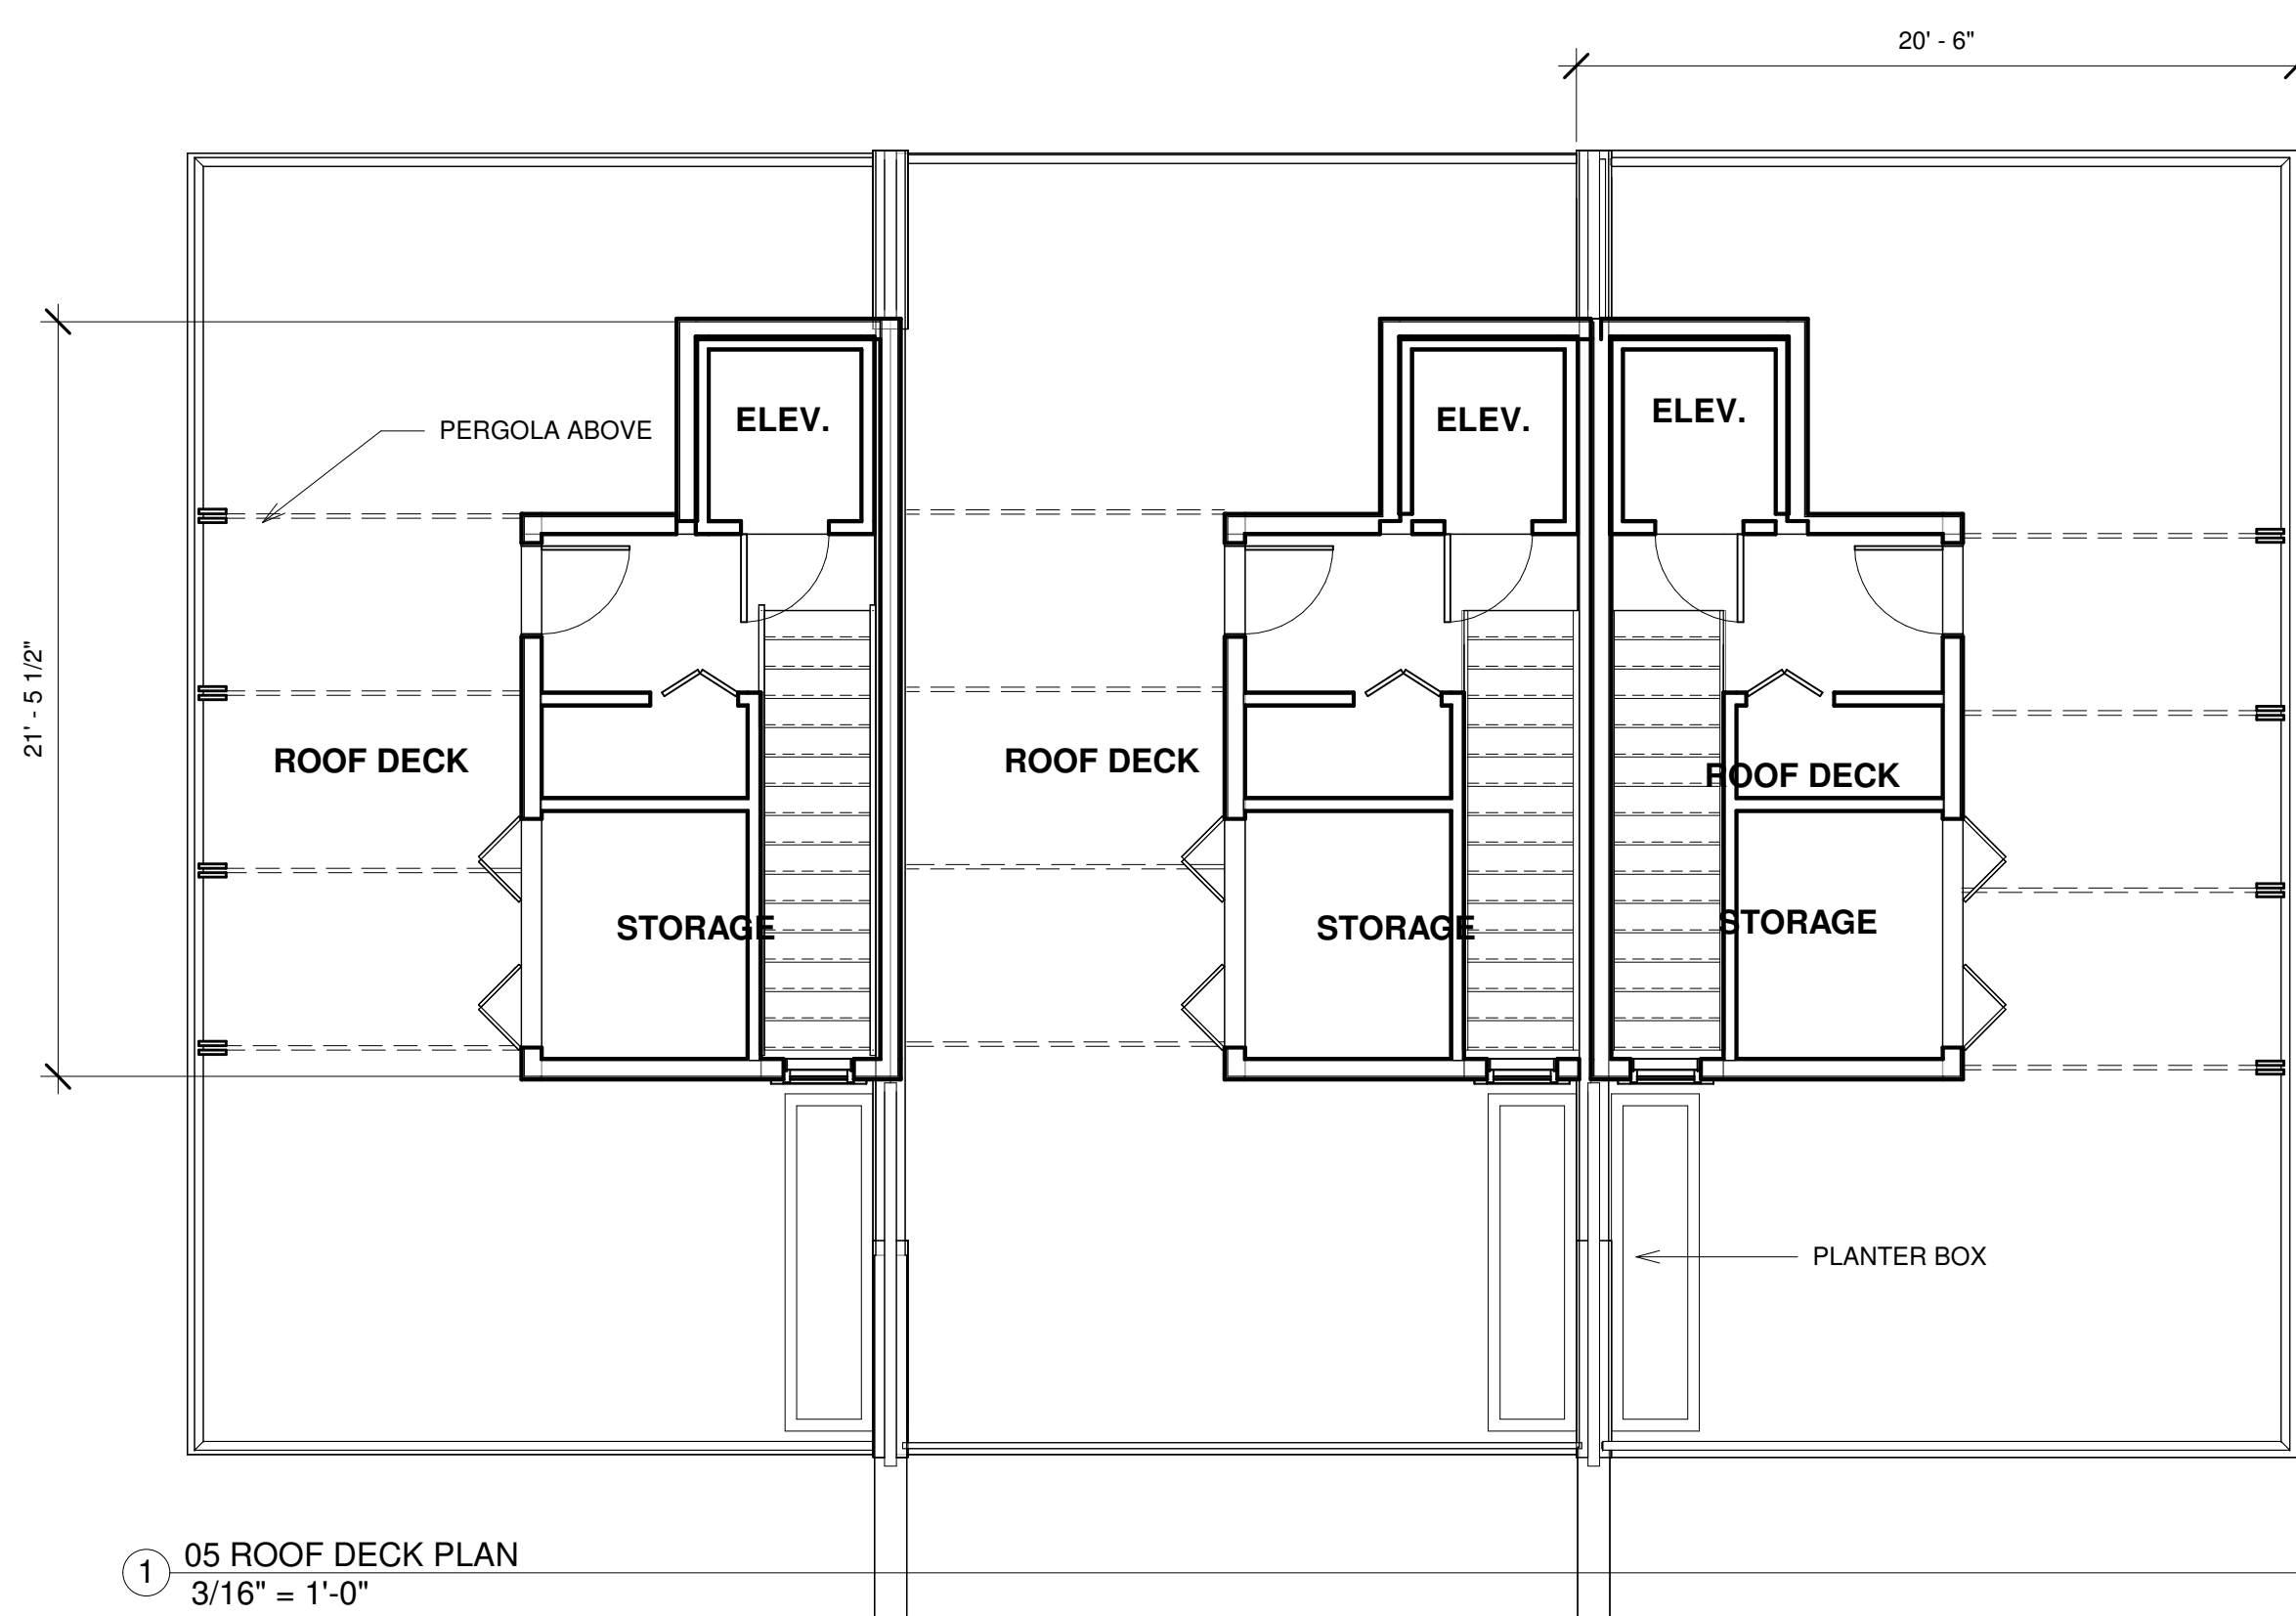 20' - 6"
ELEV.
ELEV.
ELEV.
PERGOLA ABOVE
21' - 5 1/2"
ROOF DECK
ROOF DECK
ROOF DECK
STORAGE
STORAGE
STORAGE
PLANTER BOX
1
05 ROOF DECK PLAN
3/16" = 1'-0"